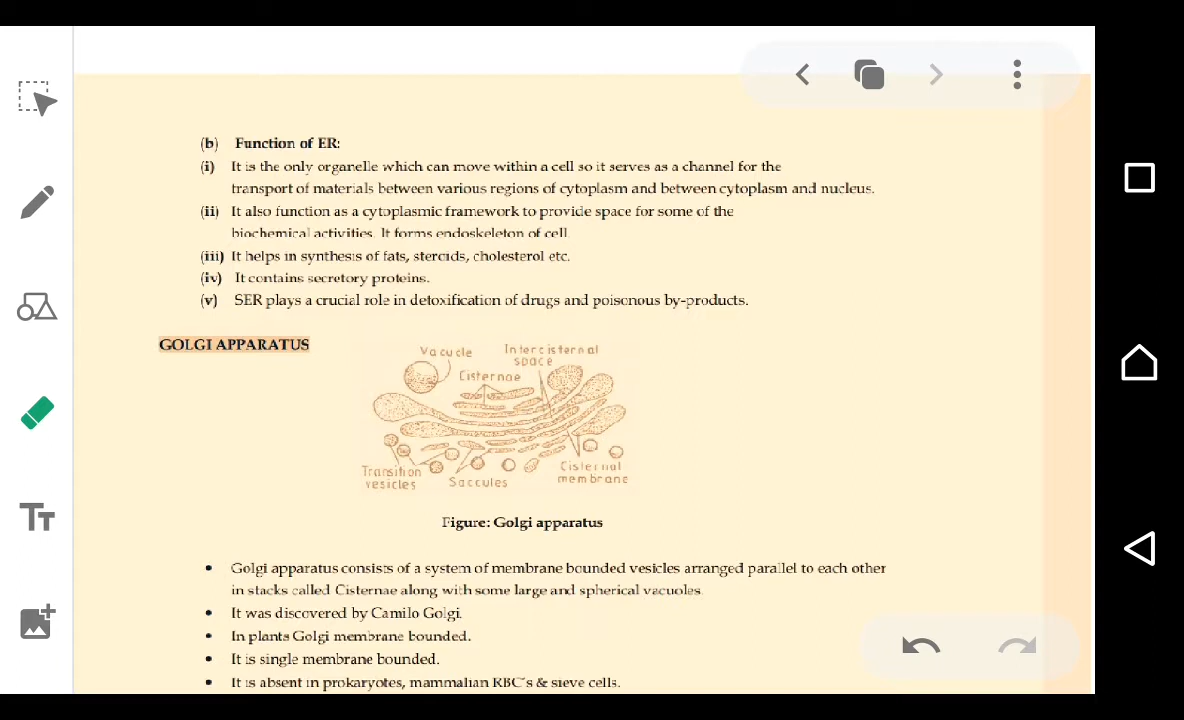 (b) Function of ER:
(i) It is the only organelle which can move within a cell so it serves as a channel for the
transport of materials between various regions of cytoplasm and between cytoplasm and nucleus.
(ii) It also function as a cytoplasmic framework to provide space for some of the
biochemical activities. It forms endoskeleton of cell.
(iii) It helps in synthesis of fats, steroids, cholesterol etc.
(iv) It contains secretory proteins.
(v) SER plays a crucial role in detoxification of drugs and poisonous by-products.
GOLGI APPARATUS
Vacuole
Intercisternal
space
Cisternae
Transition
vesicles
Saccules
Cisternal
membrane
Figure: Golgi apparatus
• Golgi apparatus consists of a system of membrane bounded vesicles arranged parallel to each other
in stacks called Cisternae along with some large and spherical vacuoles.
• It was discovered by Camilo Golgi.
• In plants Golgi membrane bounded.
• It is single membrane bounded.
• It is absent in prokaryotes, mammalian RBC's & sieve cells.
TT